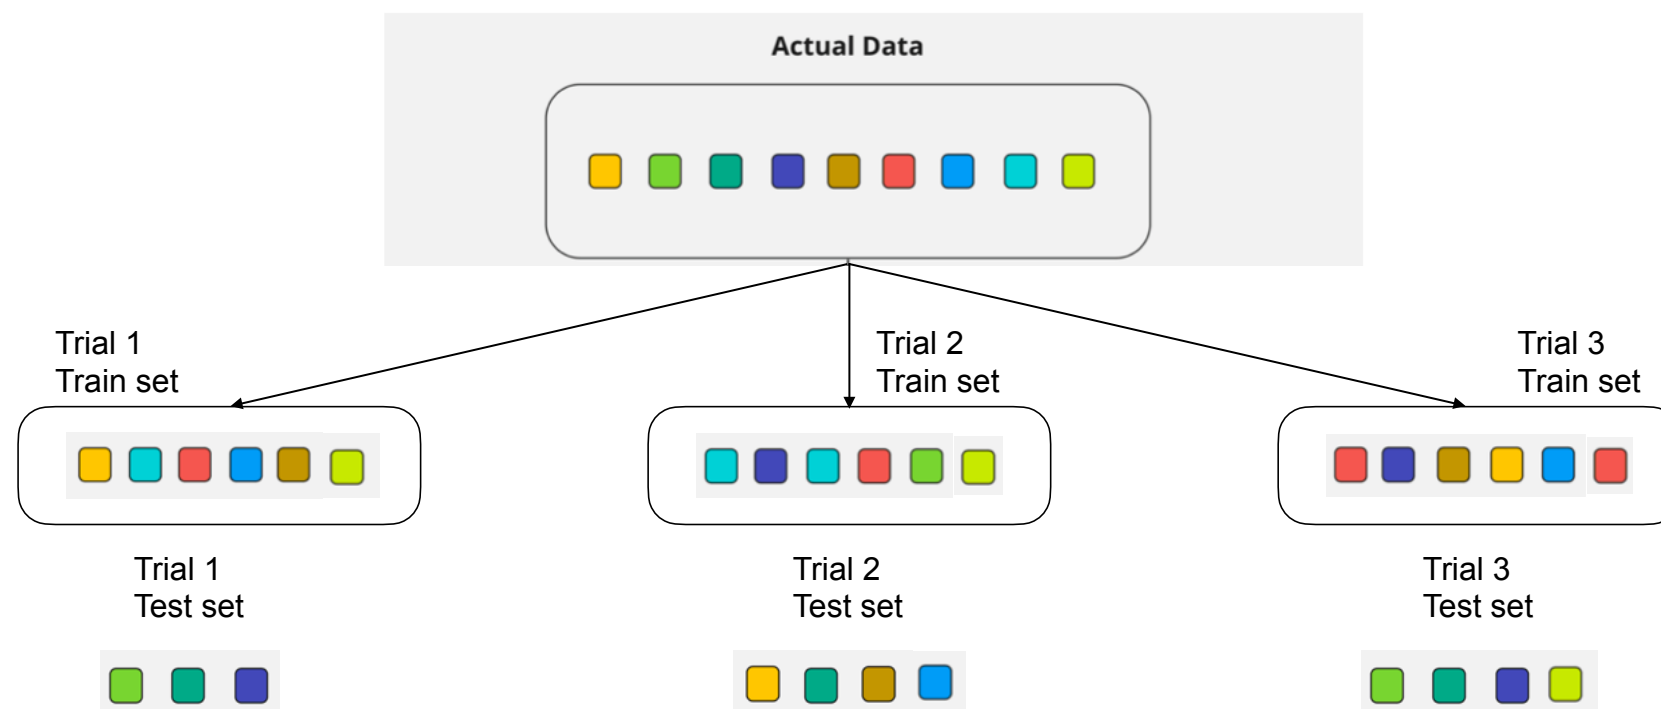 Actual Data
Trial 1
Train set
Trial 2
Train set
Trial 3
Train set
Trial 1
Test set
Trial 2
Test set
Trial 3
Test set